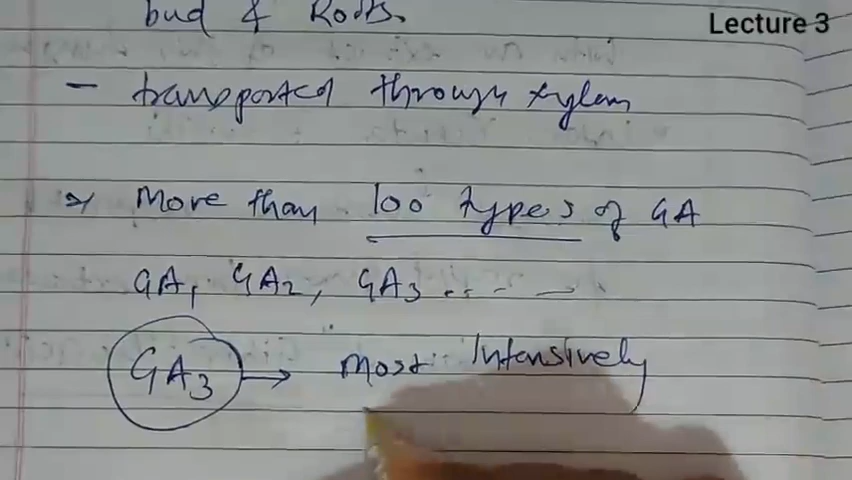 bud & Roots.
Lecture 3
- transported through xylem
More than 100 types of GA
GA1, GA2, GA3 .. - - -
GA3 → Most Intensively